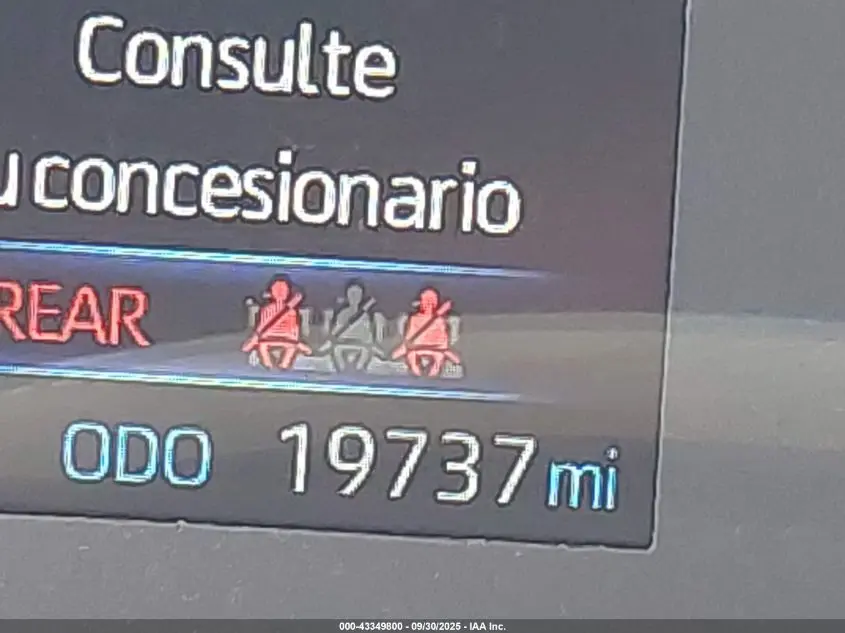 Consulte
u concesionario
REAR
ODO 19737 mi
000-43349800 - 09/30/2025 - IAA Inc.